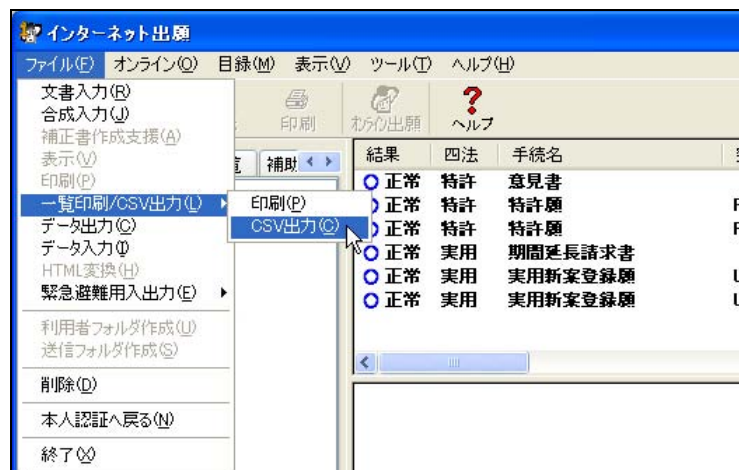 インターネット出願
ファイル(F) オンライン(O) 目録(M) 表示(V) ツール(T) ヘルプ(H)
印刷 ヘルプ
文書入力(R)
合成入力(J)
補正書作成支援(A)
表示(V)
印刷(P)
一覧印刷/CSV出力(L)
データ出力(C)
データ入力(I)
HTML変換(H)
緊急避難用入出力(E)
利用者フォルダ作成(U)
送信フォルダ作成(S)
削除(D)
本人認証へ戻る(N)
終了(X)
印刷(P)
CSV出力(C)
補助
結果 四法 手続名
正常 特許 意見書
正常 特許 特許願
正常 特許 特許願
正常 実用 期間延長請求書
正常 実用 実用新案登録願
正常 実用 実用新案登録願